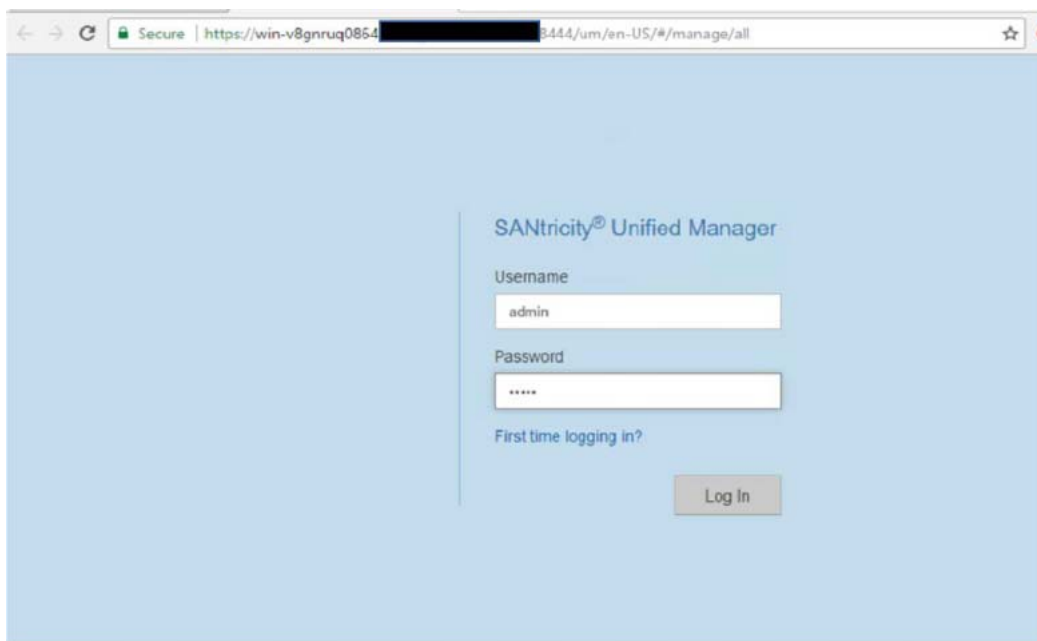 Secure | https://win-v8gnruq0864 8444/um/en-US/#/manage/all
SANtricity® Unified Manager
Username
admin
Password
•••••
First time logging in?
Log In